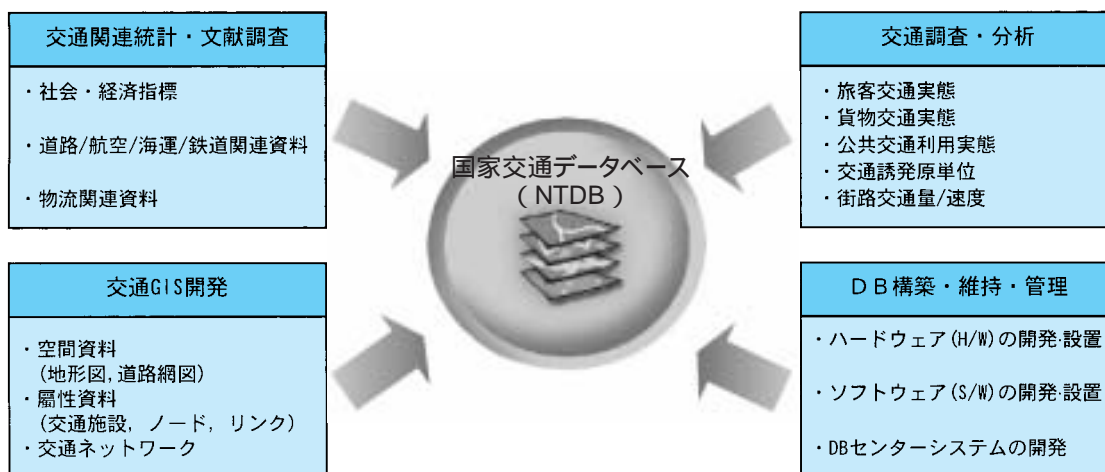 交通関連統計・文献調査
・社会・経済指標
・道路/航空/海運/鉄道関連資料
・物流関連資料
交通調査・分析
・旅客交通実態
・貨物交通実態
・公共交通利用実態
・交通誘発原単位
・街路交通量/速度
国家交通データベース
(NTDB)
交通GIS開発
・空間資料
(地形図,道路網図)
・屬性資料
(交通施設, ノード, リンク)
・交通ネットワーク
DB構築・維持・管理
・ハードウェア(H/W)の開発·設置
・ソフトウェア(S/W)の開発·設置
・DBセンターシステムの開発